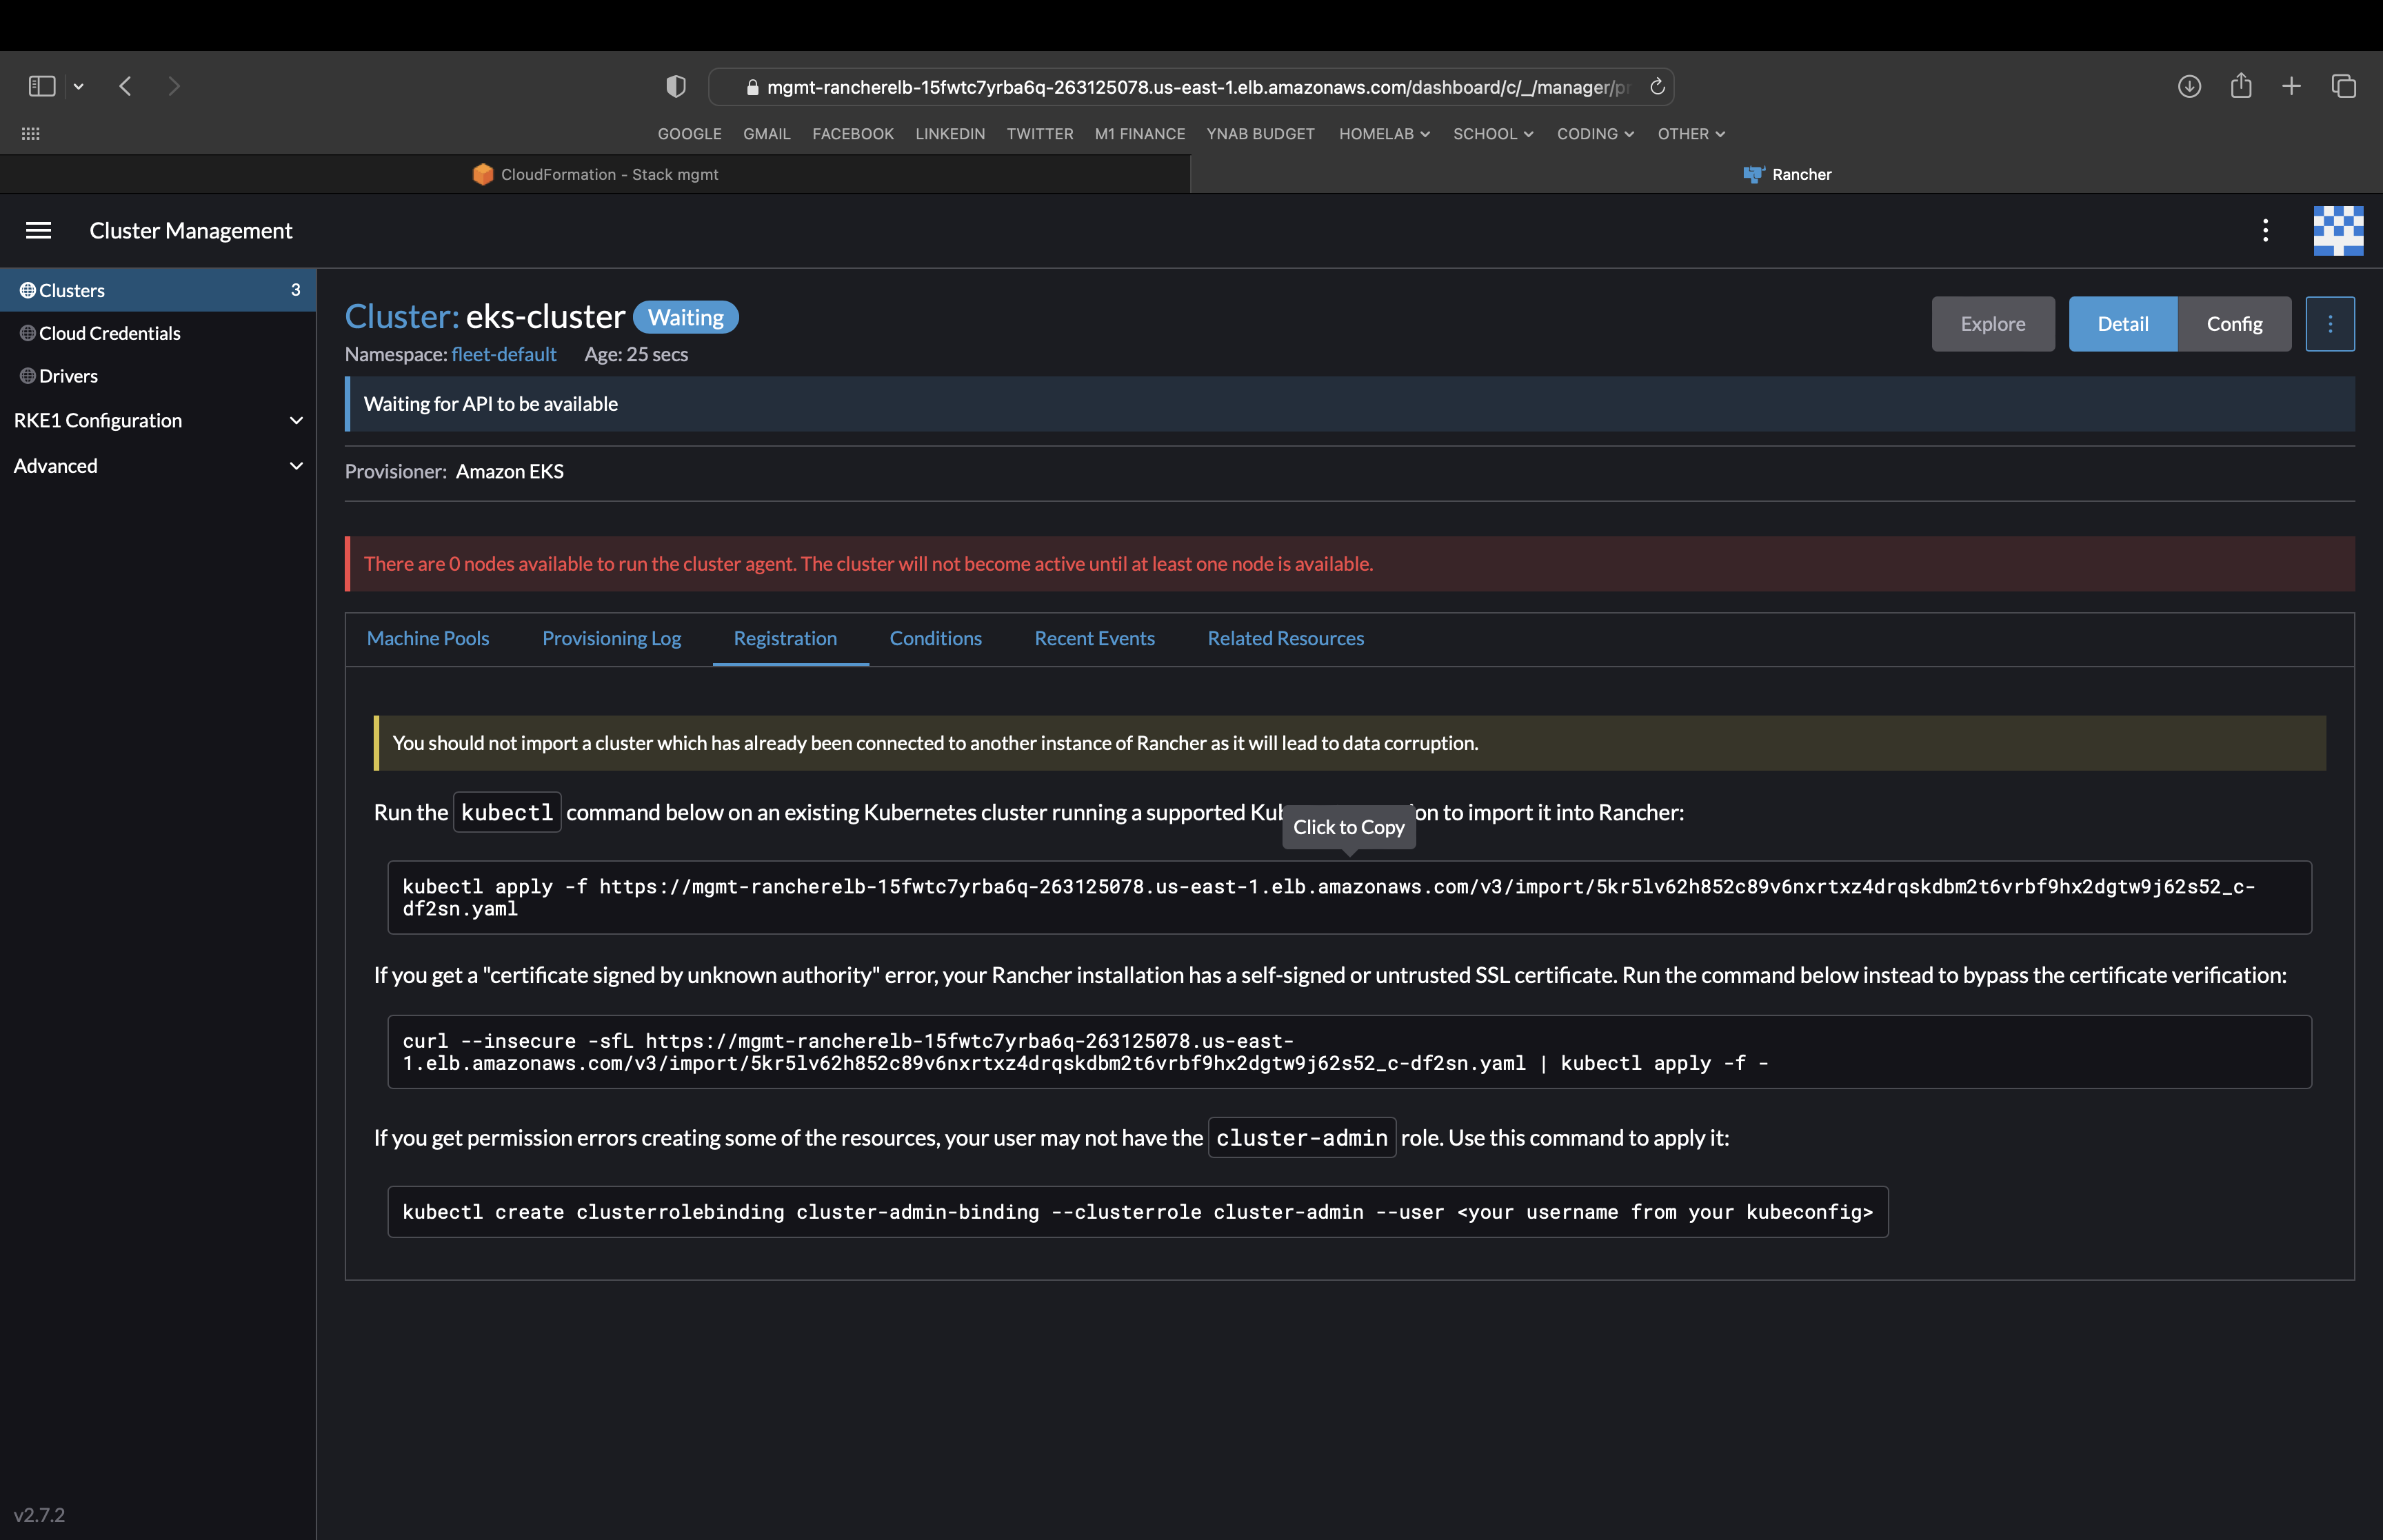 mgmt-rancherelb-15fwtc7yrba6q-263125078.us-east-1.elb.amazonaws.com/dashboard/c/_/manager/pr
GOOGLE GMAIL FACEBOOK LINKEDIN TWITTER M1 FINANCE YNAB BUDGET HOMELAB SCHOOL CODING OTHER
CloudFormation - Stack mgmt
Rancher
Cluster Management
Clusters 3
Cloud Credentials
Drivers
RKE1 Configuration
Advanced
v2.7.2
Cluster: eks-cluster Waiting
Namespace: fleet-default Age: 25 secs
Explore Detail Config
Waiting for API to be available
Provisioner: Amazon EKS
There are 0 nodes available to run the cluster agent. The cluster will not become active until at least one node is available.
Machine Pools Provisioning Log Registration Conditions Recent Events Related Resources
You should not import a cluster which has already been connected to another instance of Rancher as it will lead to data corruption.
Run the kubectl command below on an existing Kubernetes cluster running a supported Kub on to import it into Rancher:
Click to Copy
kubectl apply -f https://mgmt-rancherelb-15fwtc7yrba6q-263125078.us-east-1.elb.amazonaws.com/v3/import/5kr5lv62h852c89v6nxrtxz4drqskdbm2t6vrbf9hx2dgtw9j62s52_c-
df2sn.yaml
If you get a "certificate signed by unknown authority" error, your Rancher installation has a self-signed or untrusted SSL certificate. Run the command below instead to bypass the certificate verification:
curl --insecure -sfL https://mgmt-rancherelb-15fwtc7yrba6q-263125078.us-east-
1.elb.amazonaws.com/v3/import/5kr5lv62h852c89v6nxrtxz4drqskdbm2t6vrbf9hx2dgtw9j62s52_c-df2sn.yaml | kubectl apply -f -
If you get permission errors creating some of the resources, your user may not have the cluster-admin role. Use this command to apply it:
kubectl create clusterrolebinding cluster-admin-binding --clusterrole cluster-admin --user <your username from your kubeconfig>